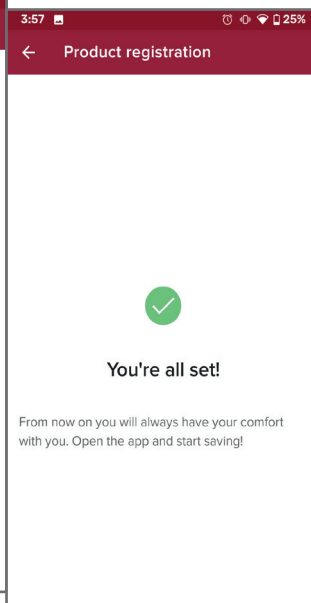 3:57 25%
Product registration
You're all set!
From now on you will always have your comfort
with you. Open the app and start saving!